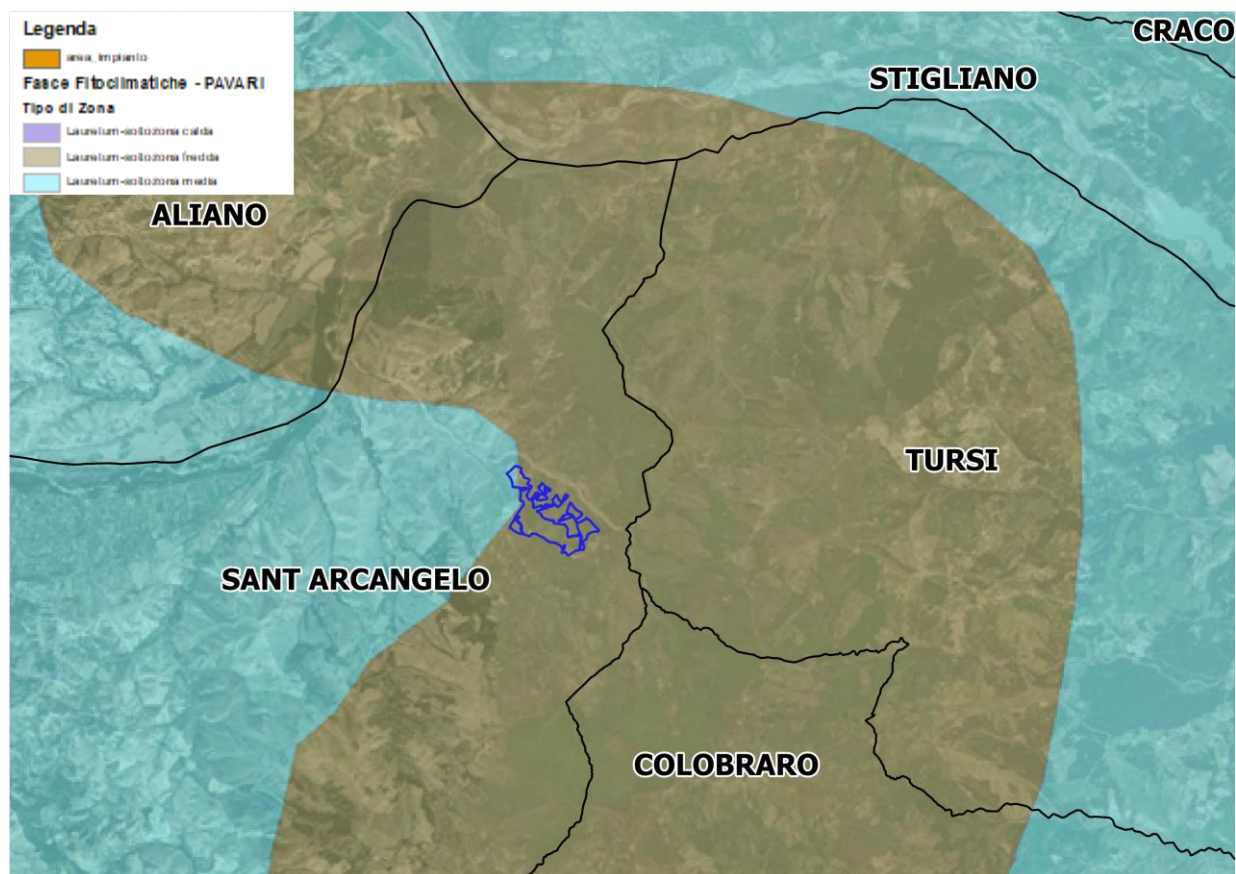 Legenda
area_impianto
Fasce Fitoclimatiche - PAVARI
Tipo di Zona
Lauretum-sottozona calda
Lauretum-sottozona fredda
Lauretum-sottozona media
CRACO
STIGLIANO
ALIANO
TURSI
SANT ARCANGELO
COLOBRARO